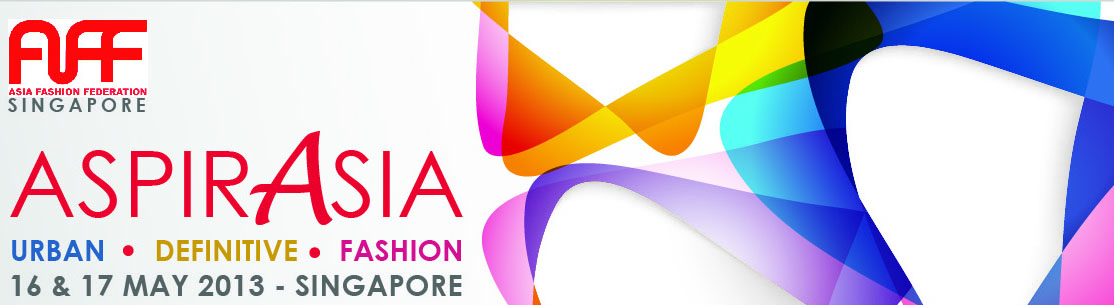 AFF
ASIA FASHION FEDERATION
SINGAPORE
ASPIRASIA
URBAN • DEFINITIVE • FASHION
16 & 17 MAY 2013 - SINGAPORE